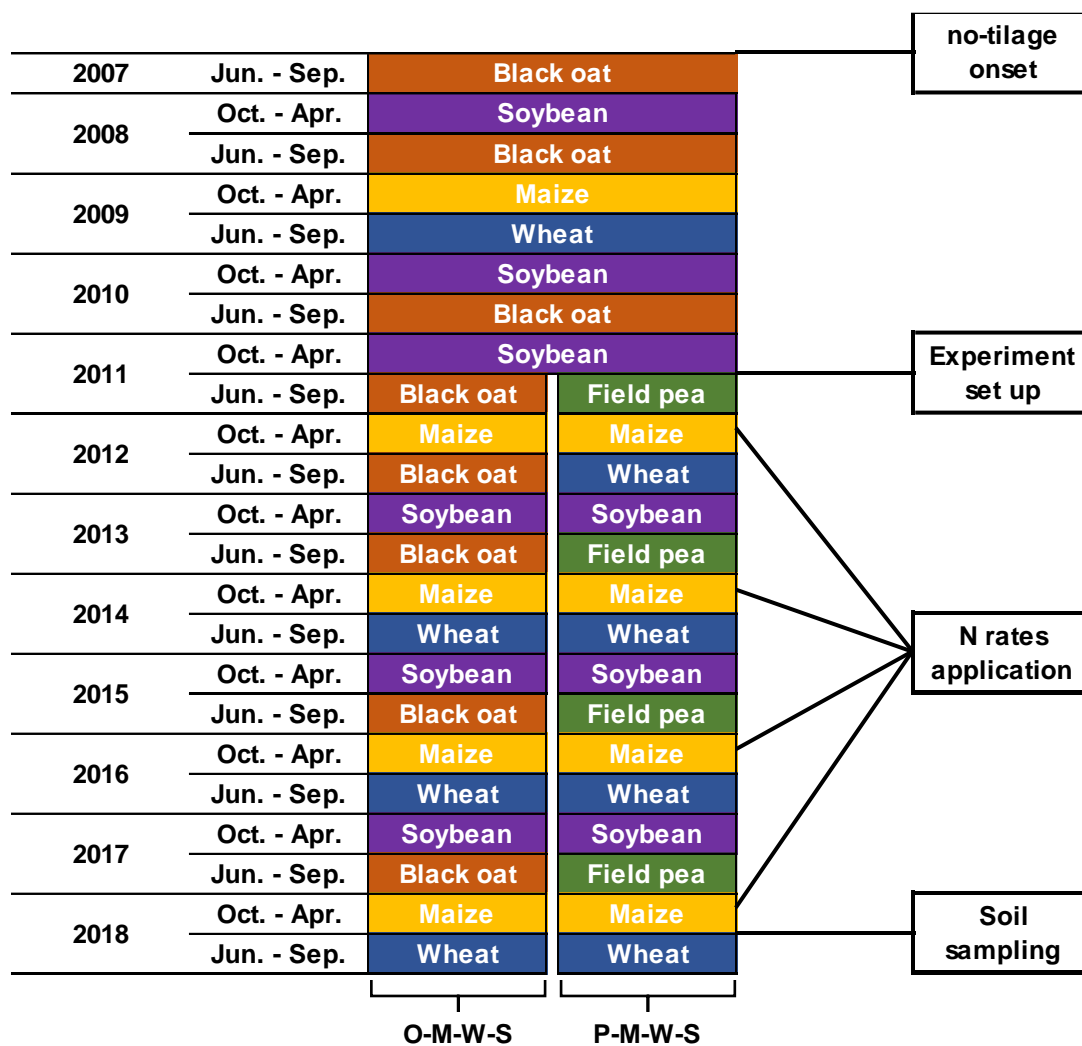 no-tilage
onset
2007 Jun. - Sep. Black oat
2008 Oct. - Apr. Soybean
Jun. - Sep. Black oat
2009 Oct. - Apr. Maize
Jun. - Sep. Wheat
2010 Oct. - Apr. Soybean
Jun. - Sep. Black oat
2011 Oct. - Apr. Soybean
Experiment
set up
Jun. - Sep. Black oat Field pea
2012 Oct. - Apr. Maize Maize
Jun. - Sep. Black oat Wheat
2013 Oct. - Apr. Soybean Soybean
Jun. - Sep. Black oat Field pea
2014 Oct. - Apr. Maize Maize
Jun. - Sep. Wheat Wheat
N rates
application
2015 Oct. - Apr. Soybean Soybean
Jun. - Sep. Black oat Field pea
2016 Oct. - Apr. Maize Maize
Jun. - Sep. Wheat Wheat
2017 Oct. - Apr. Soybean Soybean
Jun. - Sep. Black oat Field pea
2018 Oct. - Apr. Maize Maize
Jun. - Sep. Wheat Wheat
Soil
sampling
O-M-W-S P-M-W-S